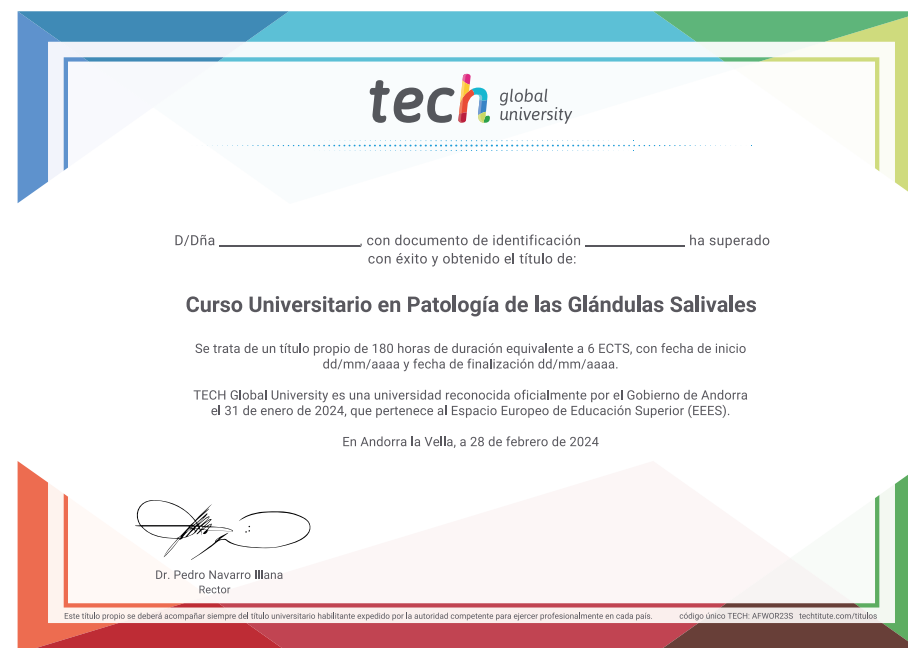 tech global university
D/Dña ____________________, con documento de identificación ______________ ha superado
con éxito y obtenido el título de:
Curso Universitario en Patología de las Glándulas Salivales
Se trata de un título propio de 180 horas de duración equivalente a 6 ECTS, con fecha de inicio
dd/mm/aaaa y fecha de finalización dd/mm/aaaa.
TECH Global University es una universidad reconocida oficialmente por el Gobierno de Andorra
el 31 de enero de 2024, que pertenece al Espacio Europeo de Educación Superior (EEES).
En Andorra la Vella, a 28 de febrero de 2024
Dr. Pedro Navarro Illana
Rector
Este título propio se deberá acompañar siempre del título universitario habilitante expedido por la autoridad competente para ejercer profesionalmente en cada país. código único TECH: AFWOR23S techtitute.com/titulos